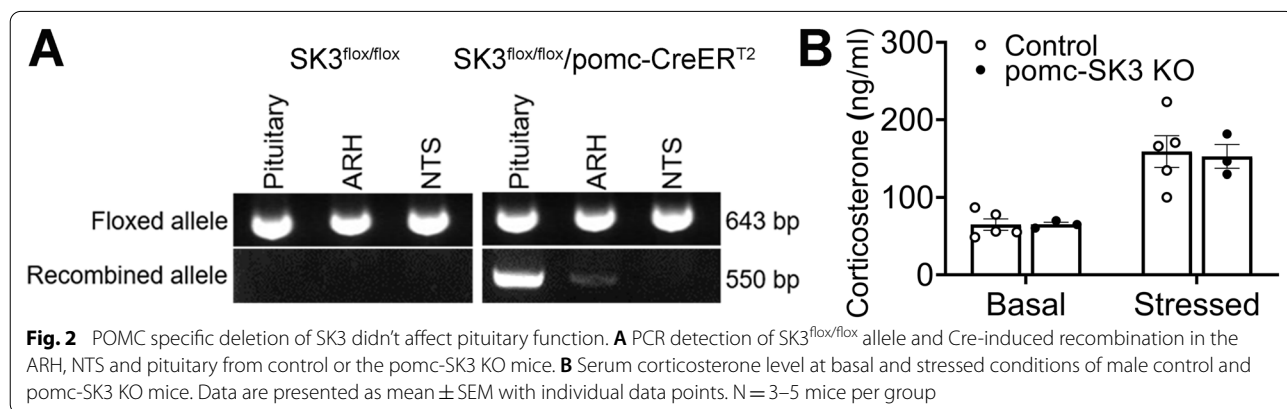 A
SK3flox/flox
SK3flox/flox/pomc-CreERT2
Pituitary
ARH
NTS
Pituitary
ARH
NTS
Floxed allele
643 bp
Recombined allele
550 bp
B
Corticosterone (ng/ml)
300
200
100
0
Control
pomc-SK3 KO
Basal
Stressed
Fig. 2 POMC specific deletion of SK3 didn't affect pituitary function. A PCR detection of SK3flox/flox allele and Cre-induced recombination in the
ARH, NTS and pituitary from control or the pomc-SK3 KO mice. B Serum corticosterone level at basal and stressed conditions of male control and
pomc-SK3 KO mice. Data are presented as mean ± SEM with individual data points. N = 3–5 mice per group